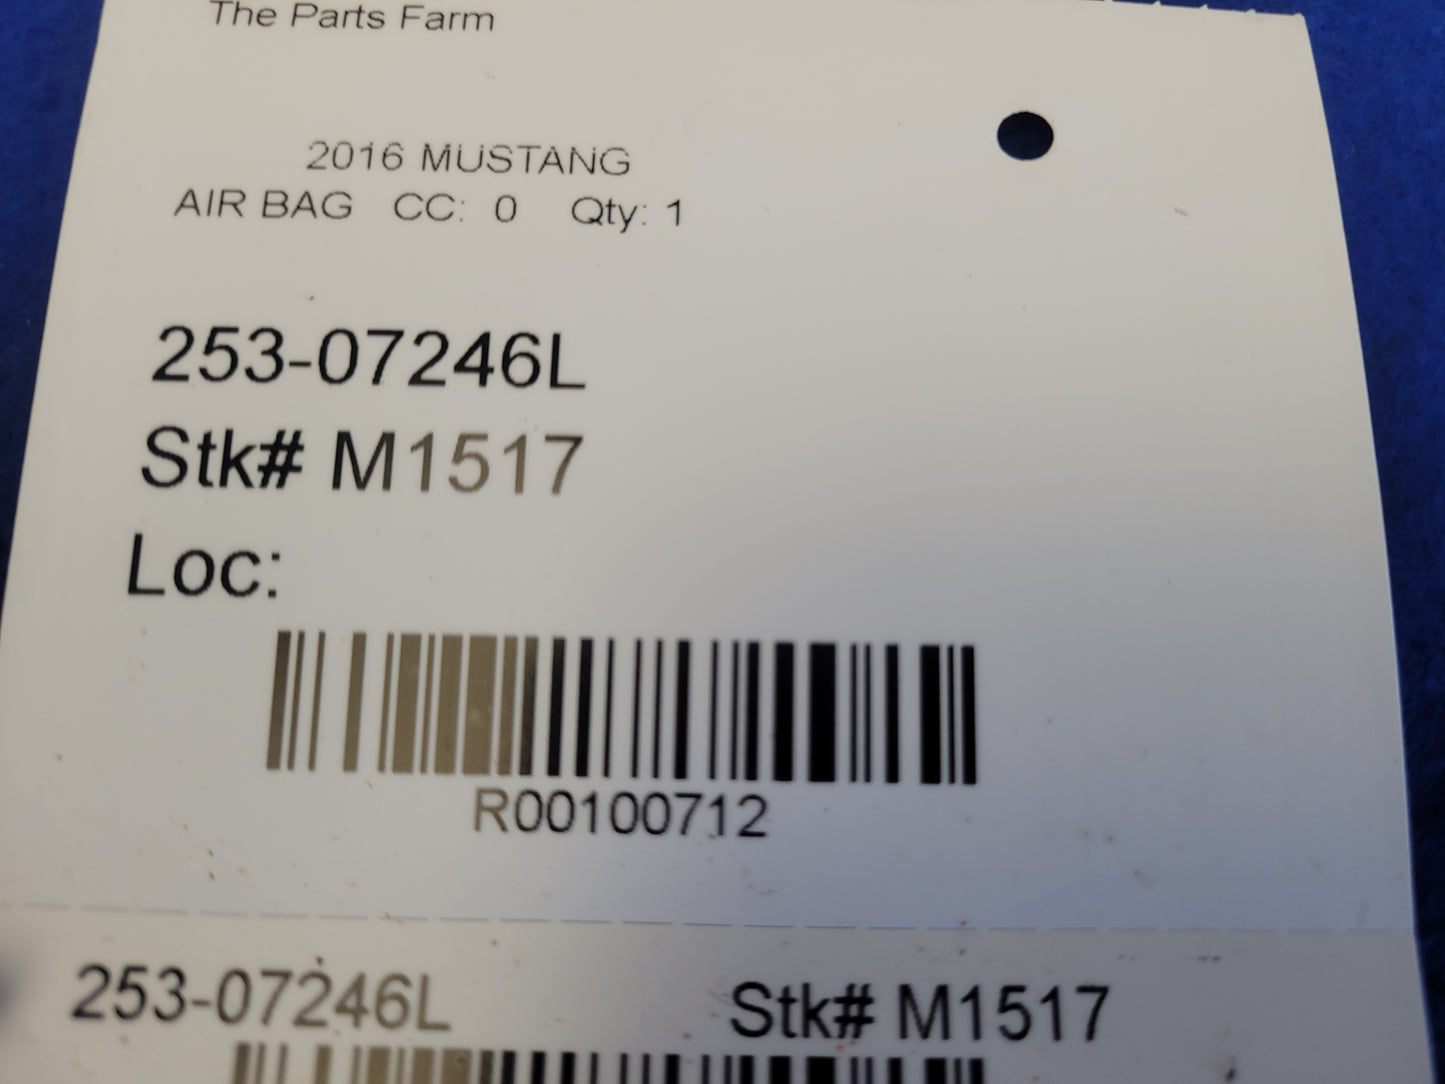 The Parts Farm
2016 MUSTANG
AIR BAG CC: 0 Qty: 1
253-07246L
Stk# M1517
Loc:
R00100712
253-07246L Stk# M1517